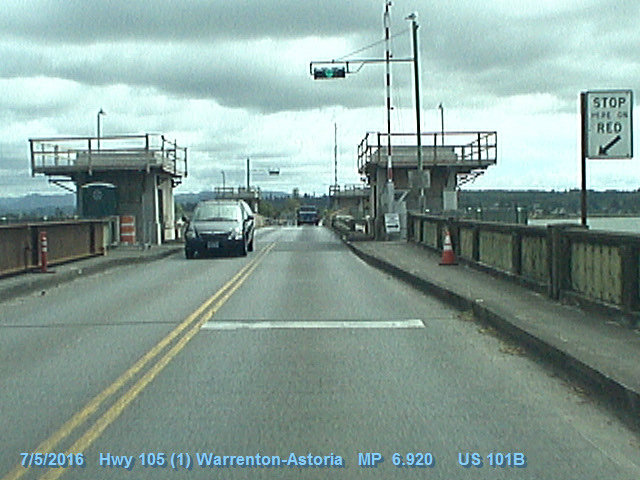 STOP
HERE ON
RED
7/5/2016 Hwy 105 (1) Warrenton-Astoria MP 6.920 US 101B